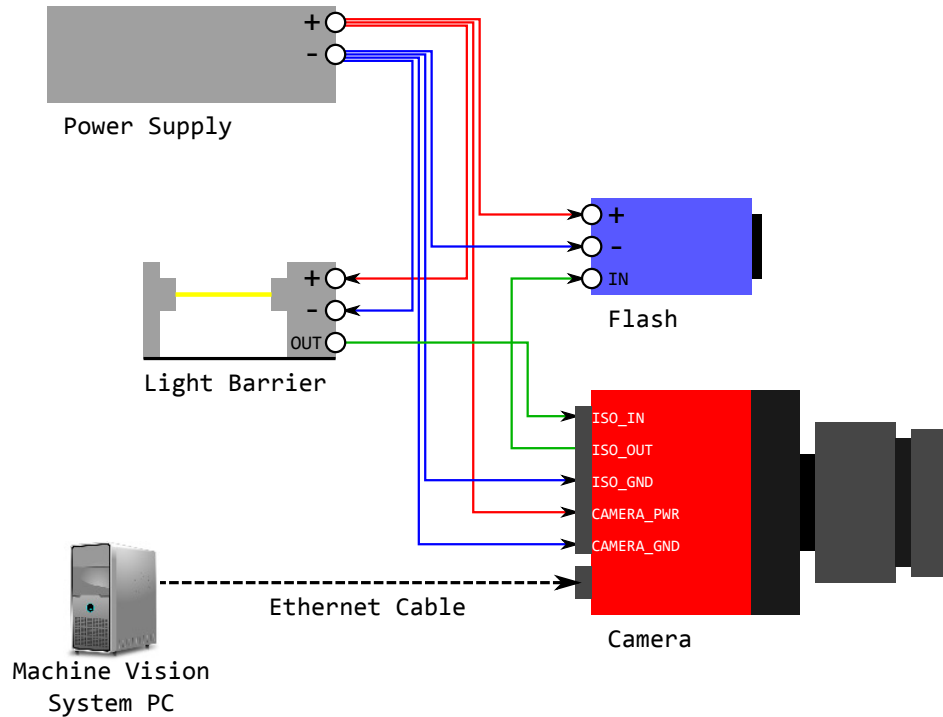 +
-
Power Supply
+
-
IN
Flash
+
-
OUT
Light Barrier
ISO_IN
ISO_OUT
ISO_GND
CAMERA_PWR
CAMERA_GND
Ethernet Cable
Camera
Machine Vision
System PC